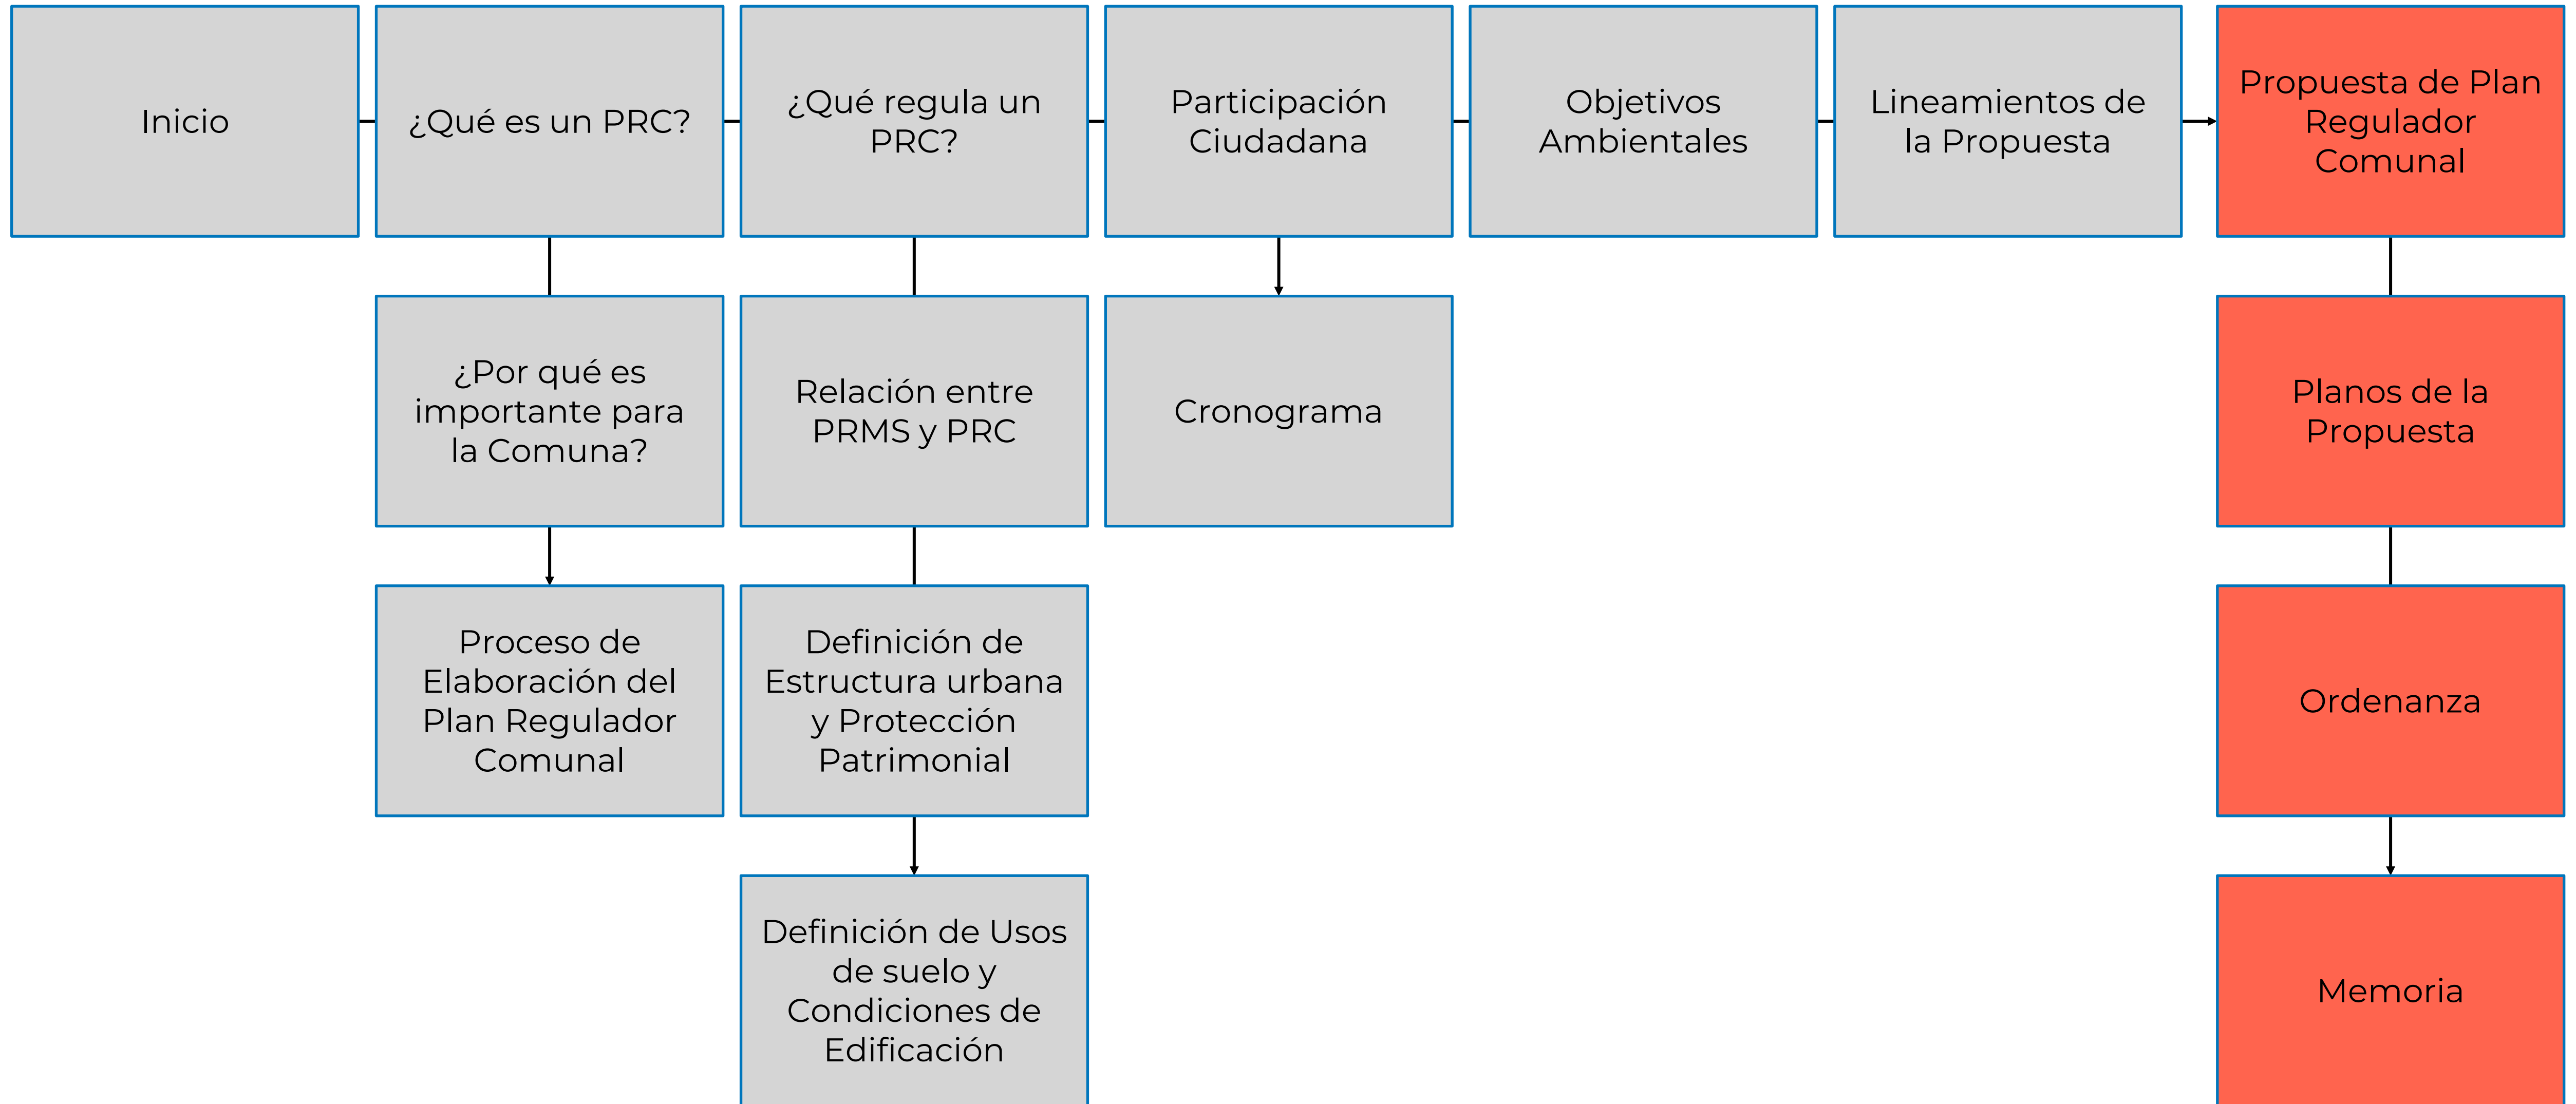 Inicio
¿Qué es un PRC?
¿Qué regula un
PRC?
Participación
Ciudadana
Objetivos
Ambientales
Lineamientos de
la Propuesta
Propuesta de Plan
Regulador
Comunal
¿Por qué es
importante para
la Comuna?
Relación entre
PRMS y PRC
Cronograma
Planos de la
Propuesta
Proceso de
Elaboración del
Plan Regulador
Comunal
Definición de
Estructura urbana
y Protección
Patrimonial
Ordenanza
Definición de Usos
de suelo y
Condiciones de
Edificación
Memoria